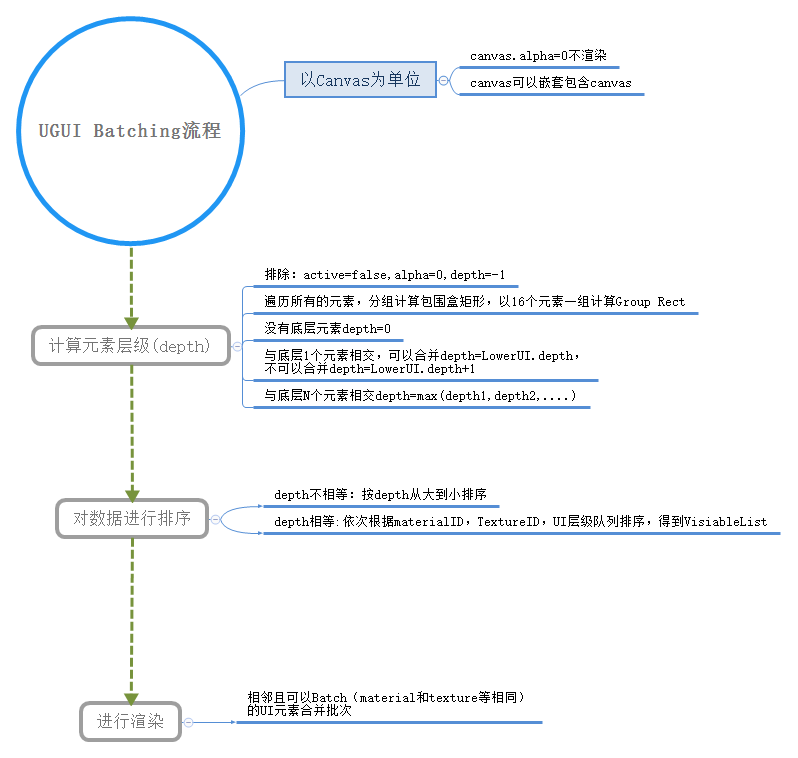 UGUI Batching流程
以Canvas为单位
canvas.alpha=0不渲染
canvas可以嵌套包含canvas
计算元素层级(depth)
排除：active=false,alpha=0,depth=-1
遍历所有的元素，分组计算包围盒矩形，以16个元素一组计算Group Rect
没有底层元素depth=0
与底层1个元素相交，可以合并depth=LowerUI.depth，
不可以合并depth=LowerUI.depth+1
与底层N个元素相交depth=max(depth1,depth2,....)
对数据进行排序
depth不相等：按depth从大到小排序
depth相等:依次根据materialID，TextureID，UI层级队列排序，得到VisiableList
进行渲染
相邻且可以Batch（material和texture等相同）
的UI元素合并批次